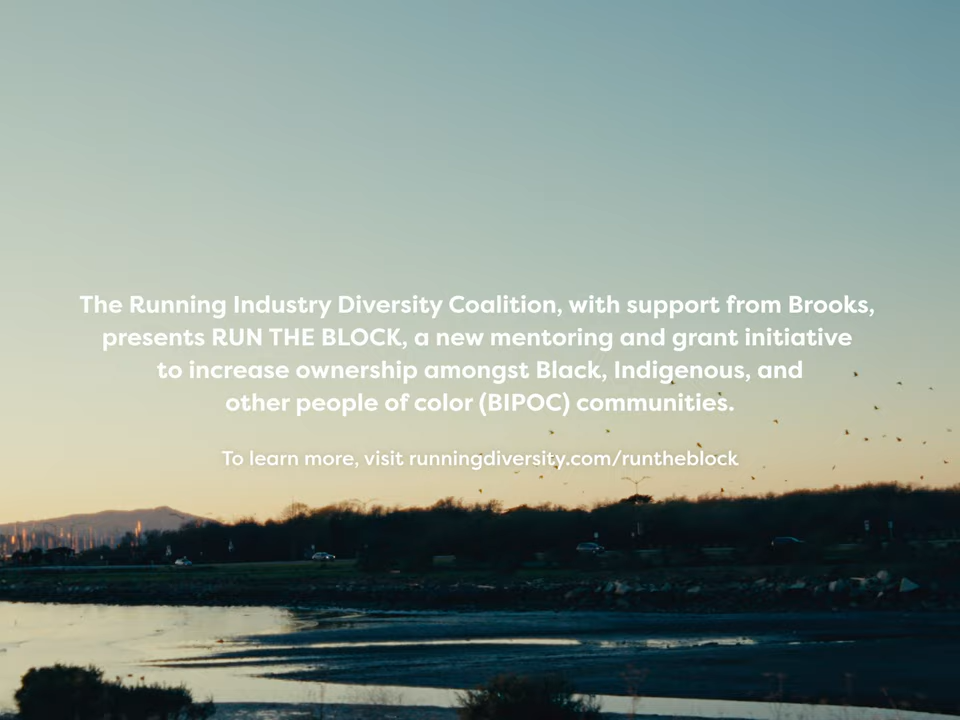 The Running Industry Diversity Coalition, with support from Brooks,
presents RUN THE BLOCK, a new mentoring and grant initiative
to increase ownership amongst Black, Indigenous, and
other people of color (BIPOC) communities.
To learn more, visit runningdiversity.com/runtheblock